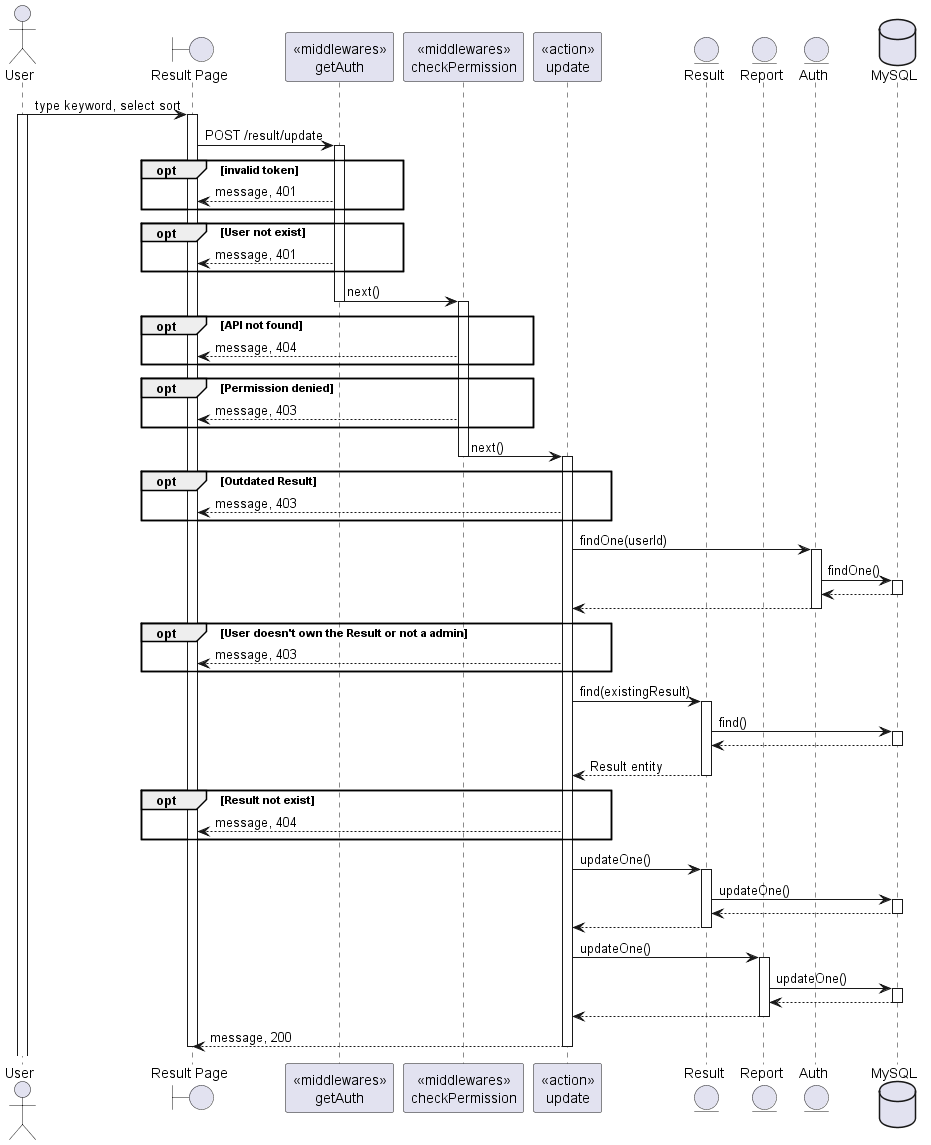 User
Result Page
«middlewares»
getAuth
«middlewares»
checkPermission
«action»
update
Result
Report
Auth
MySQL
type keyword, select sort
POST /result/update
opt [invalid token]
message, 401
opt [User not exist]
message, 401
next()
opt [API not found]
message, 404
opt [Permission denied]
message, 403
next()
opt [Outdated Result]
message, 403
findOne(userId)
findOne()
opt [User doesn't own the Result or not a admin]
message, 403
find(existingResult)
find()
Result entity
opt [Result not exist]
message, 404
updateOne()
updateOne()
updateOne()
updateOne()
message, 200
User
Result Page
«middlewares»
getAuth
«middlewares»
checkPermission
«action»
update
Result
Report
Auth
MySQL